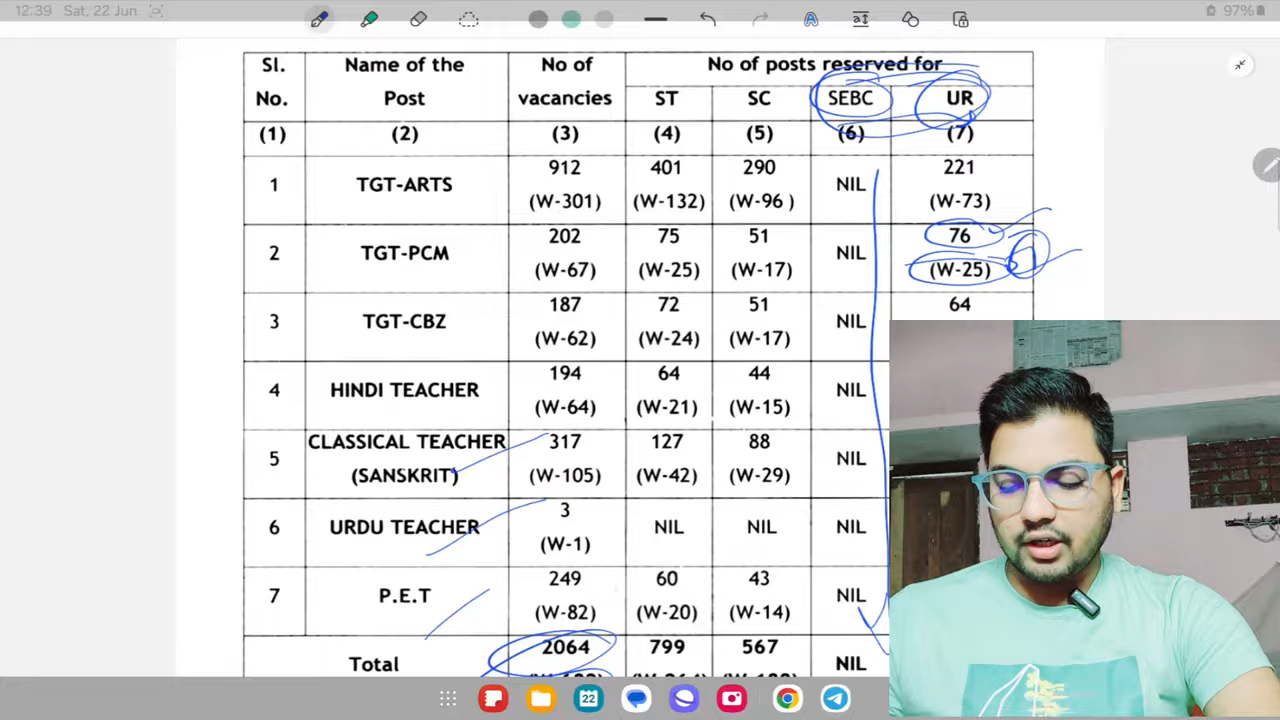 12:39 Sat, 22 Jun
97%
Sl. No.
Name of the Post
No of vacancies
No of posts reserved for
ST SC SEBC UR
(1) (2) (3) (4) (5) (6) (7)
1 TGT-ARTS 912 (W-301) 401 (W-132) 290 (W-96 ) NIL 221 (W-73)
2 TGT-PCM 202 (W-67) 75 (W-25) 51 (W-17) NIL 76 (W-25)
3 TGT-CBZ 187 (W-62) 72 (W-24) 51 (W-17) NIL 64
4 HINDI TEACHER 194 (W-64) 64 (W-21) 44 (W-15) NIL
5 CLASSICAL TEACHER (SANSKRIT) 317 (W-105) 127 (W-42) 88 (W-29) NIL
6 URDU TEACHER 3 (W-1) NIL NIL NIL
7 P.E.T 249 (W-82) 60 (W-20) 43 (W-14) NIL
Total 2064 799 567 NIL
22